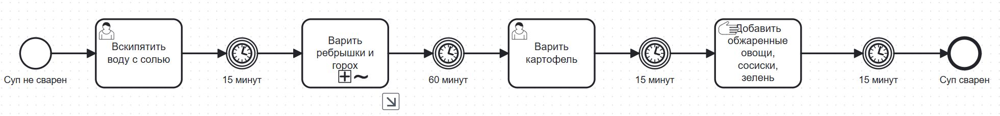 Суп не сварен
Вскипятить
воду с солью
15 минут
Варить
ребрышки и
горох
60 минут
Варить
картофель
15 минут
Добавить
обжаренные
овощи,
сосиски,
зелень
15 минут
Суп сварен